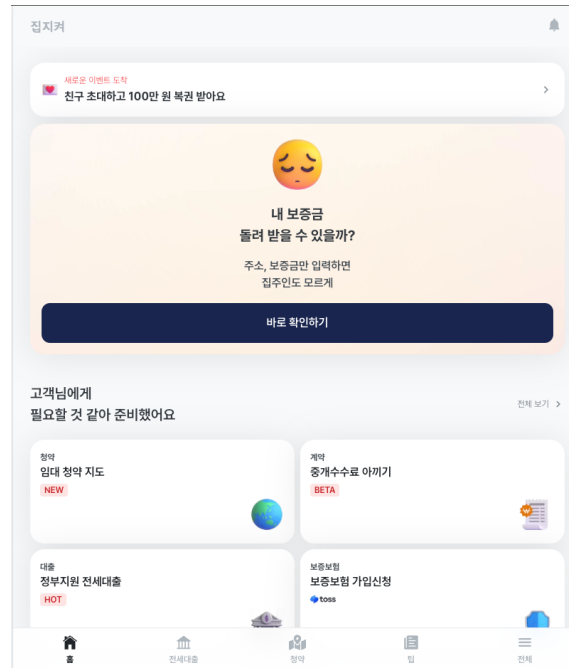 집지켜
새로운 이벤트 도착
친구 초대하고 100만 원 복권 받아요
내 보증금
돌려 받을 수 있을까?
주소, 보증금만 입력하면
집주인도 모르게
바로 확인하기
고객님에게
필요할 것 같아 준비했어요
전체 보기
청약
임대 청약 지도
NEW
계약
중개수수료 아끼기
BETA
대출
정부지원 전세대출
HOT
보증보험
보증보험 가입신청
toss
홈
전세대출
청약
팁
전체